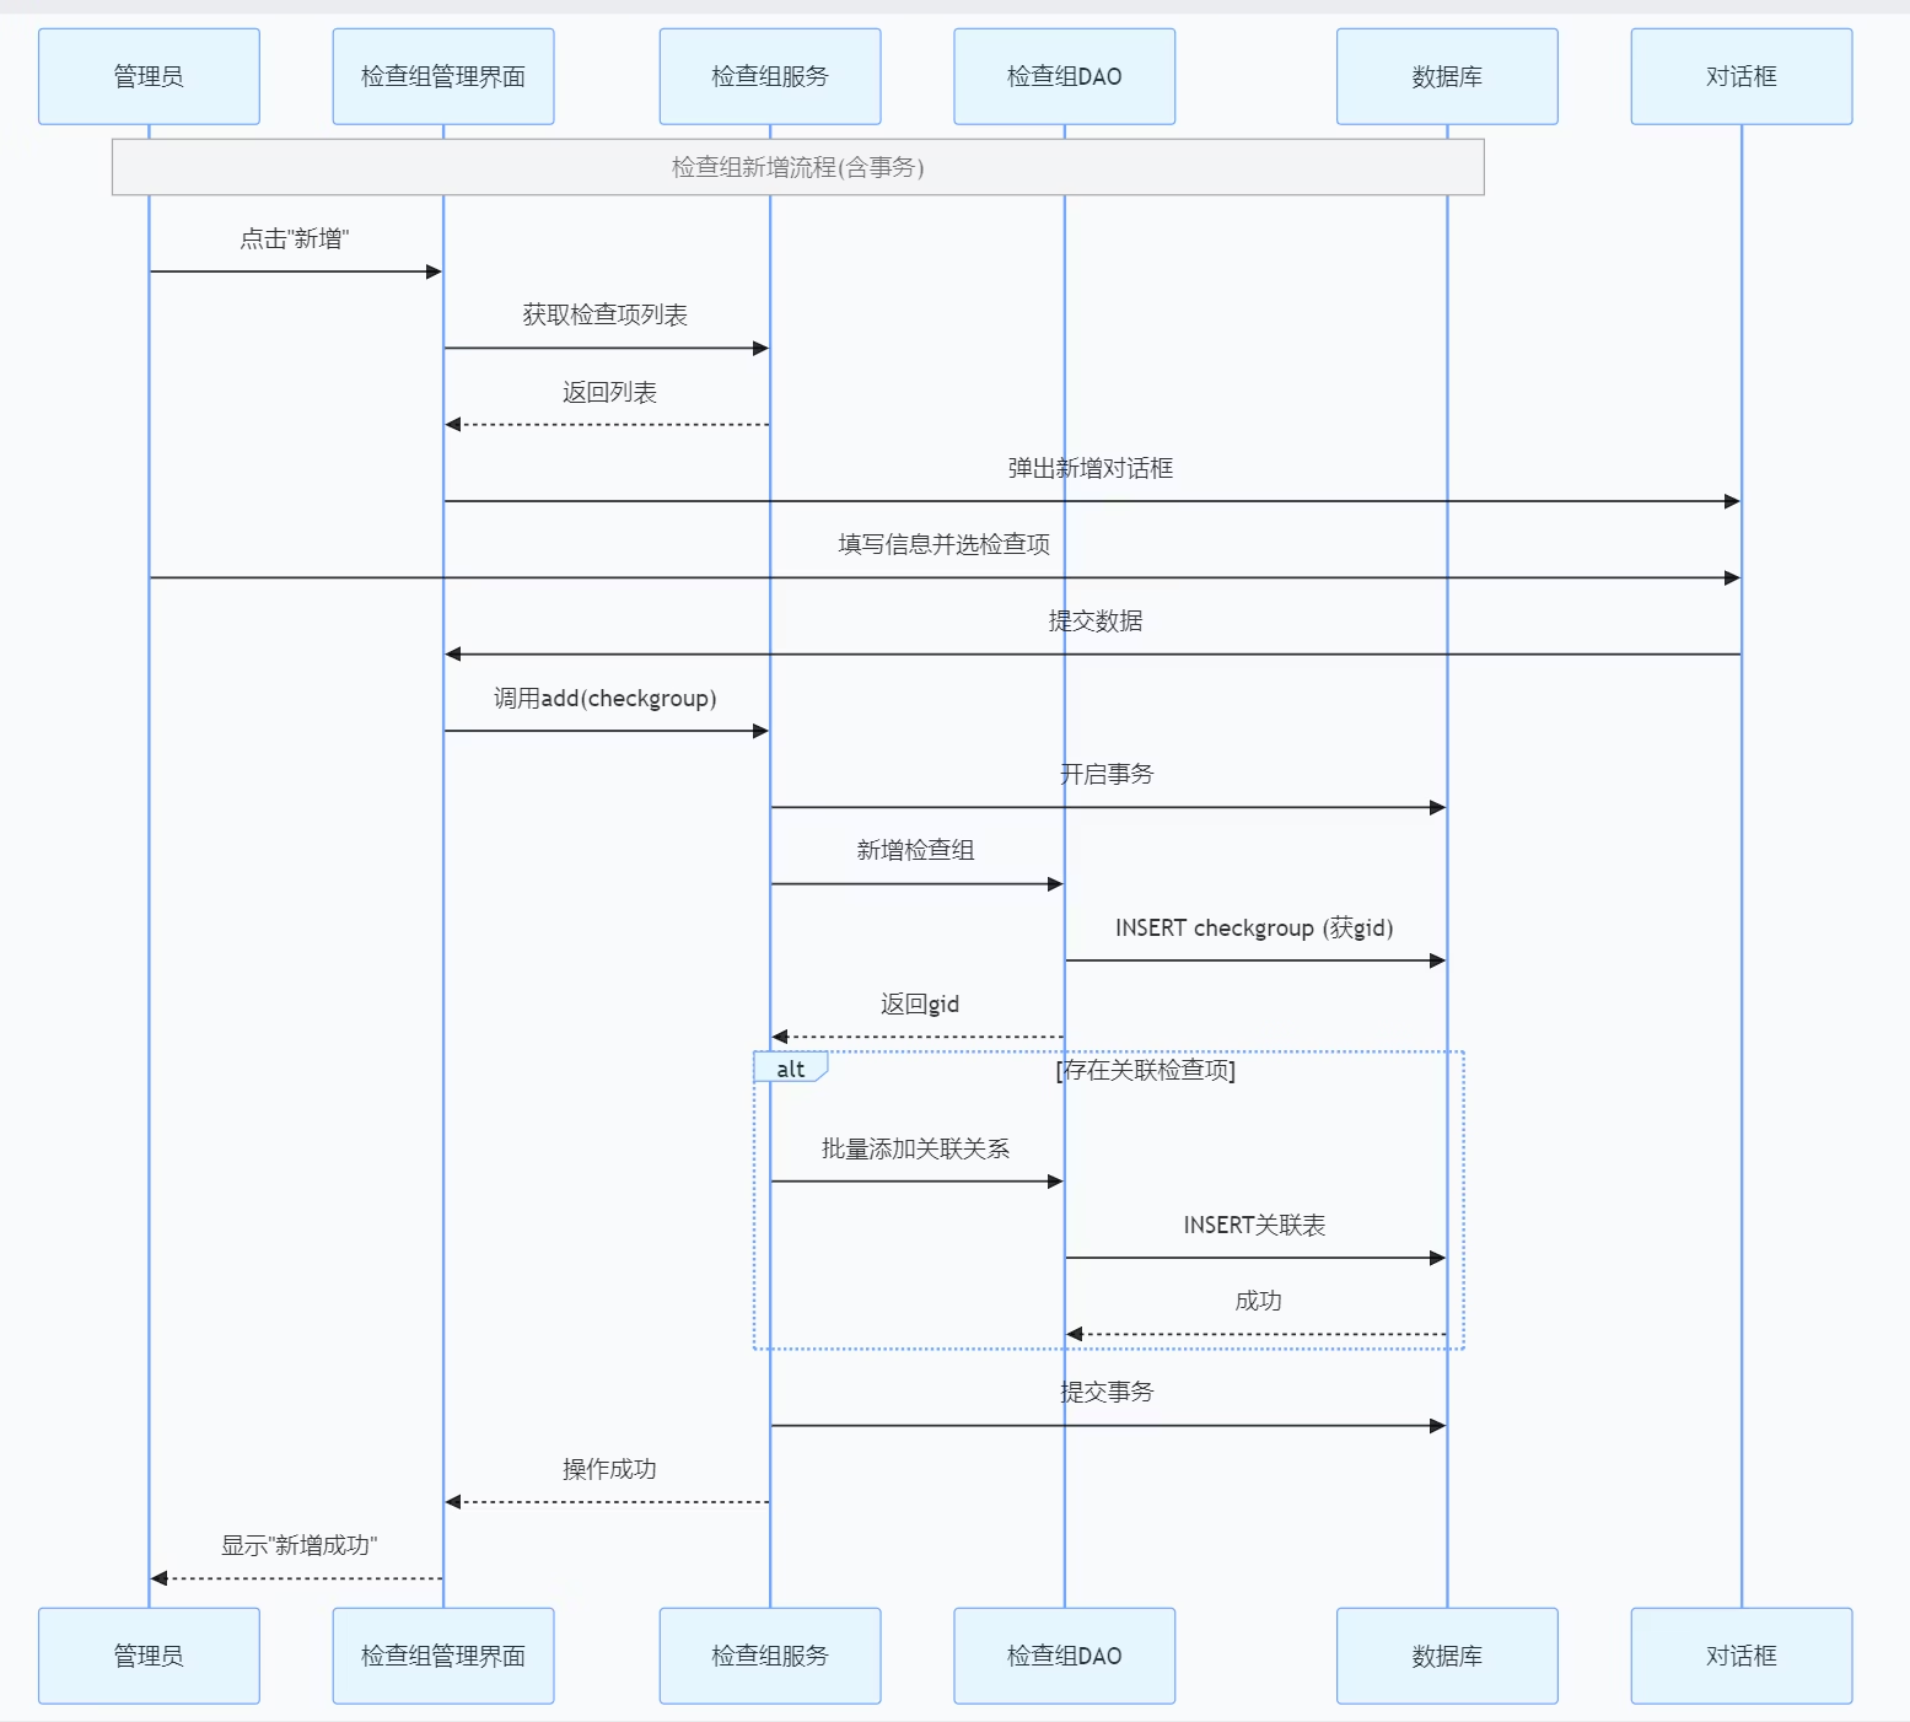 管理员
检查组管理界面
检查组服务
检查组DAO
数据库
对话框
检查组新增流程(含事务)
点击"新增"
获取检查项列表
返回列表
弹出新增对话框
填写信息并选检查项
提交数据
调用add(checkgroup)
开启事务
新增检查组
INSERT checkgroup (获gid)
返回gid
alt
[存在关联检查项]
批量添加关联关系
INSERT关联表
成功
提交事务
操作成功
显示"新增成功"
管理员
检查组管理界面
检查组服务
检查组DAO
数据库
对话框